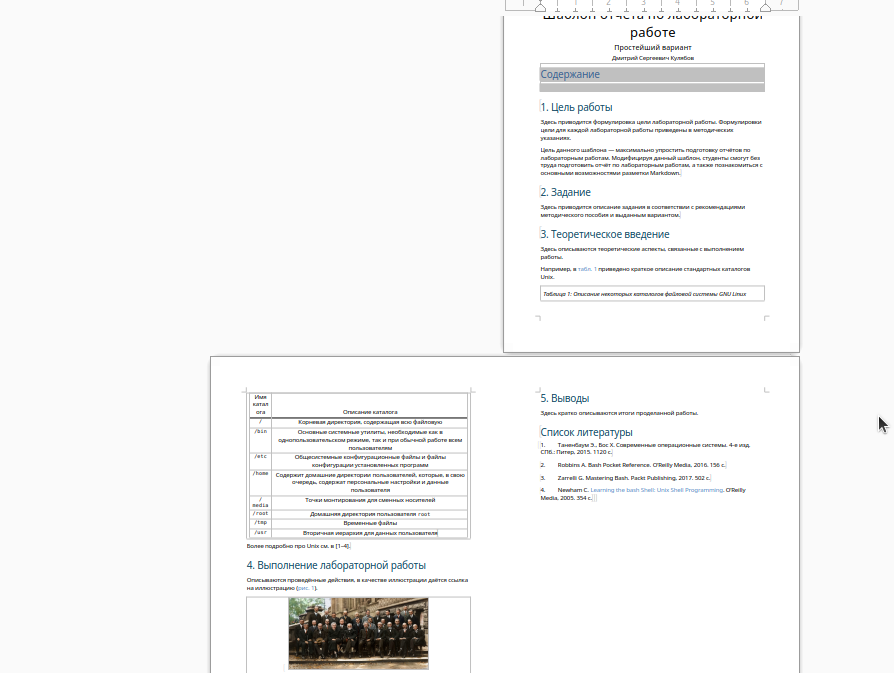 1 1 2 3 4 5 6 7
Шаблон отчёта по лабораторной
работе
Простейший вариант
Дмитрий Сергеевич Кулябов
Содержание
1. Цель работы
Здесь приводится формулировка цели лабораторной работы. Формулировки
цели для каждой лабораторной работы приведены в методических
указаниях.
Цель данного шаблона — максимально упростить подготовку отчётов по
лабораторным работам. Модифицируя данный шаблон, студенты смогут без
труда подготовить отчёт по лабораторным работам, а также познакомиться с
основными возможностями разметки Markdown.
2. Задание
Здесь приводится описание задания в соответствии с рекомендациями
методического пособия и выданным вариантом.
3. Теоретическое введение
Здесь описываются теоретические аспекты, связанные с выполнением
работы.
Например, в табл. 1 приведено краткое описание стандартных каталогов
Unix.
Таблица 1: Описание некоторых каталогов файловой системы GNU Linux
Имя
катал
ога
Описание каталога
/ Корневая директория, содержащая всю файловую
/bin Основные системные утилиты, необходимые как в
однопользовательском режиме, так и при обычной работе всем
пользователям
/etc Общесистемные конфигурационные файлы и файлы
конфигурации установленных программ
/home Содержит домашние директории пользователей, которые, в свою
очередь, содержат персональные настройки и данные
пользователя
/
media
Точки монтирования для сменных носителей
/root Домашняя директория пользователя root
/tmp Временные файлы
/usr Вторичная иерархия для данных пользователя
Более подробно про Unix см. в [1–4].
4. Выполнение лабораторной работы
Описываются проведённые действия, в качестве иллюстрации даётся ссылка
на иллюстрацию (рис. 1).
5. Выводы
Здесь кратко описываются итоги проделанной работы.
Список литературы
1. Таненбаум Э., Бос Х. Современные операционные системы. 4-е изд.
СПб.: Питер, 2015. 1120 с.
2. Robbins A. Bash Pocket Reference. O'Reilly Media, 2016. 156 с.
3. Zarrelli G. Mastering Bash. Packt Publishing, 2017. 502 с.
4. Newham C. Learning the bash Shell: Unix Shell Programming. O'Reilly
Media, 2005. 354 с.